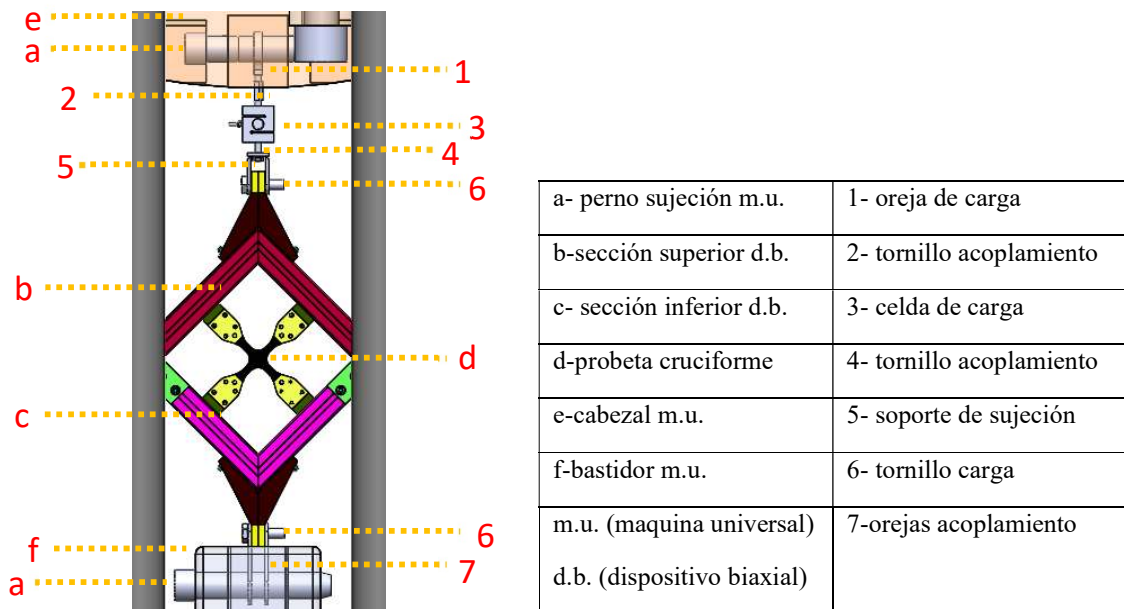 e
a
1
2
3
4
5
6
b
d
c
6
f
7
a
a- perno sujeción m.u.
1- oreja de carga
b-sección superior d.b.
2- tornillo acoplamiento
c- sección inferior d.b.
3- celda de carga
d-probeta cruciforme
4- tornillo acoplamiento
e-cabezal m.u.
5- soporte de sujeción
f-bastidor m.u.
6- tornillo carga
m.u. (maquina universal)
d.b. (dispositivo biaxial)
7-orejas acoplamiento